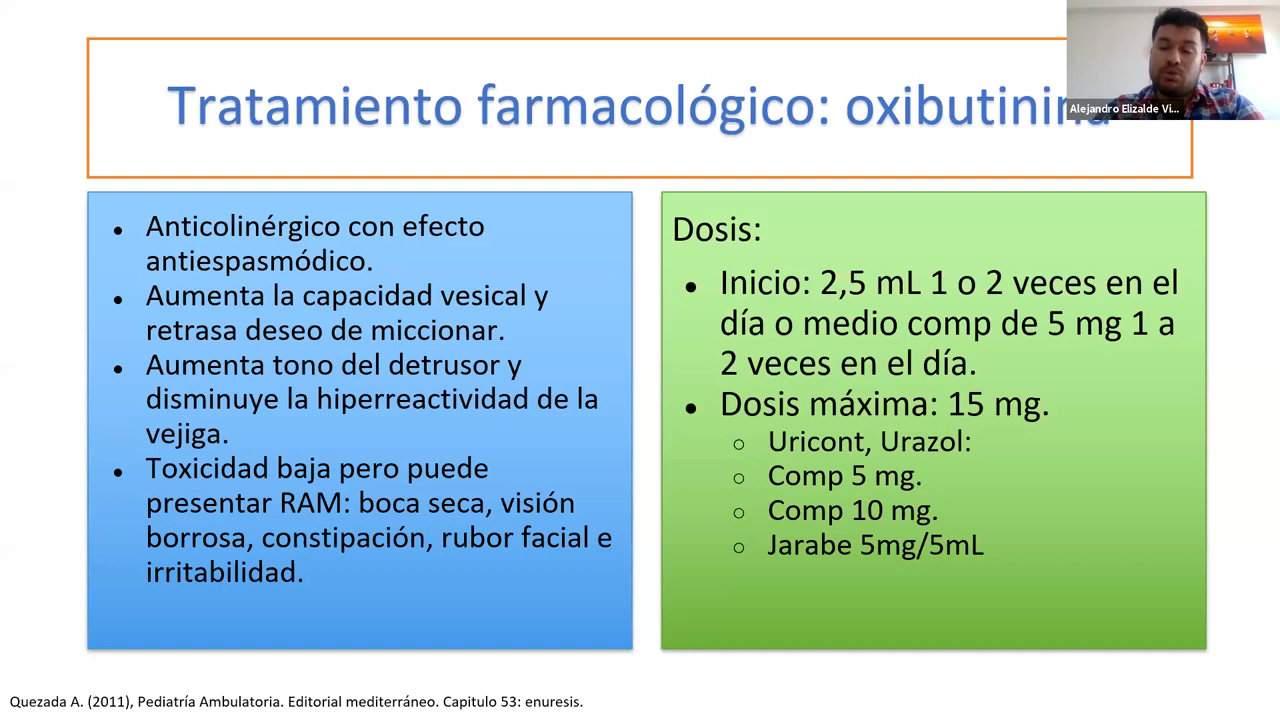 Tratamiento farmacológico: oxibutinina
Alejandro Elizalde Vi...
● Anticolinérgico con efecto
antiespasmódico.
● Aumenta la capacidad vesical y
retrasa deseo de miccionar.
● Aumenta tono del detrusor y
disminuye la hiperreactividad de la
vejiga.
● Toxicidad baja pero puede
presentar RAM: boca seca, visión
borrosa, constipación, rubor facial e
irritabilidad.
Dosis:
● Inicio: 2,5 mL 1 o 2 veces en el
día o medio comp de 5 mg 1 a
2 veces en el día.
● Dosis máxima: 15 mg.
○ Uricont, Urazol:
○ Comp 5 mg.
○ Comp 10 mg.
○ Jarabe 5mg/5mL
Quezada A. (2011), Pediatría Ambulatoria. Editorial mediterráneo. Capitulo 53: enuresis.